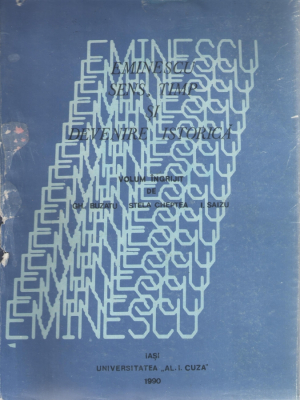 EMINESCU
EMINESCU
SENS, TIMP
ȘI
DEVENIRE ISTORICĂ
VOLUM ÎNGRIJIT
DE
GH. BUZATU STELA CHEPTEA I. SAIZU
EMINESCU
IAȘI
UNIVERSITATEA „AL. I. CUZA"
1990